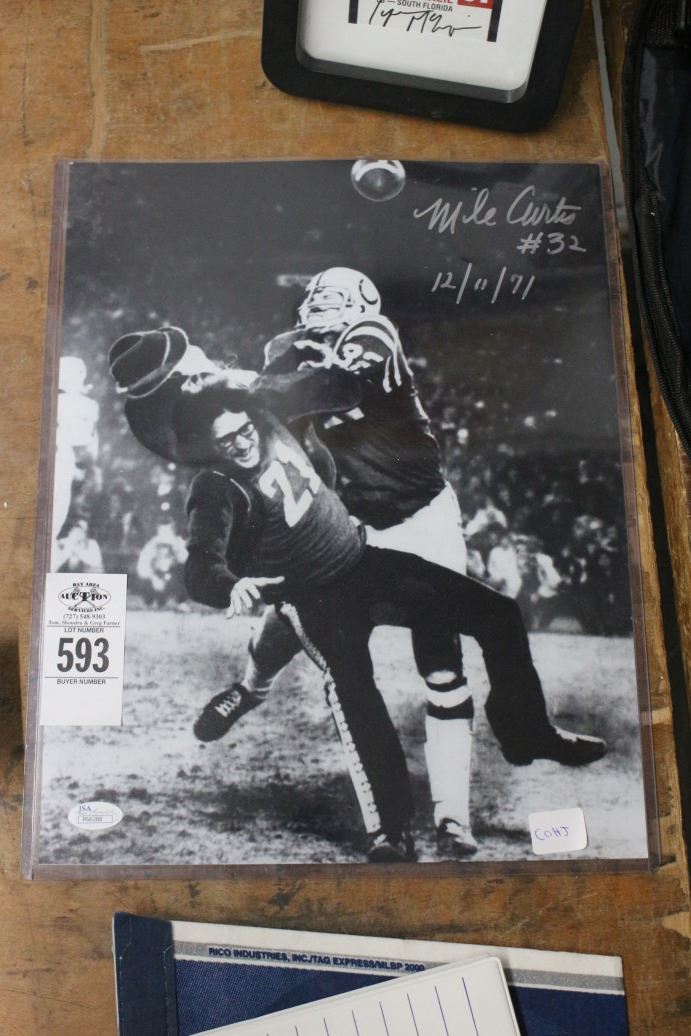 SOUTH FLORIDA
Mike Curtis
#32
12/11/71
21
BAY AREA
AUCTION
SERVICES INC.
(727) 548-9303
Tom, Shondra & Greg Farner
LOT NUMBER
593
BUYER NUMBER
JSA
COHJ
RICO INDUSTRIES, INC./TAG EXPRESS/MLBP 2000